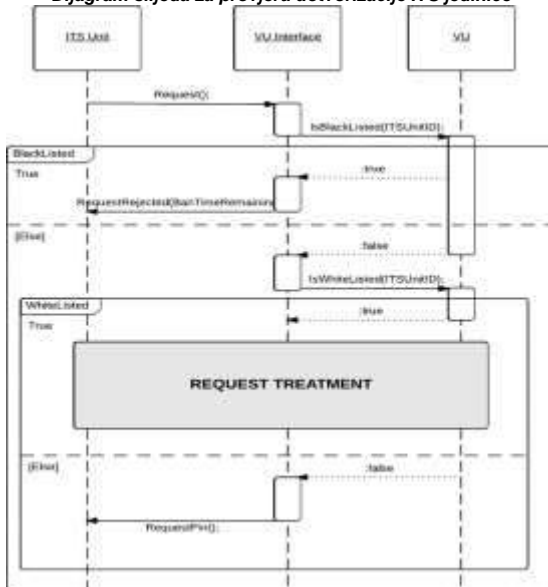 Dijagram slijeda za provjeru autorizacije ITS jedinice
ITS Unit
VU Interface
VU
Request();
IsBlackListed(ITSUnitID);
BlackListed
True
:true
RequestRejected(BanTimeRemaining
[Else]
:false
IsWhiteListed(ITSUnitID);
WhiteListed
True
:true
REQUEST TREATMENT
[Else]
:false
RequestPin();